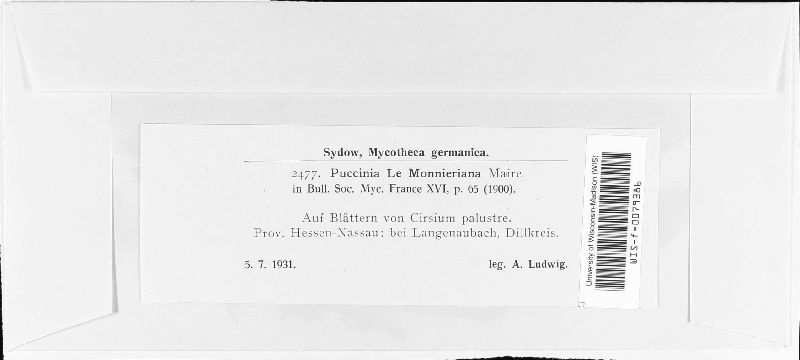 Sydow, Mycotheca germanica.
2477. Puccinia Le Monnieriana Maire
in Bull. Soc. Myc. France XVI, p. 65 (1900).
Auf Blättern von Cirsium palustre.
Prov. Hessen-Nassau: bei Langenaubach, Dillkreis.
5. 7. 1931. leg. A. Ludwig.
University of Wisconsin-Madison (WIS)
WIS-f-0079386